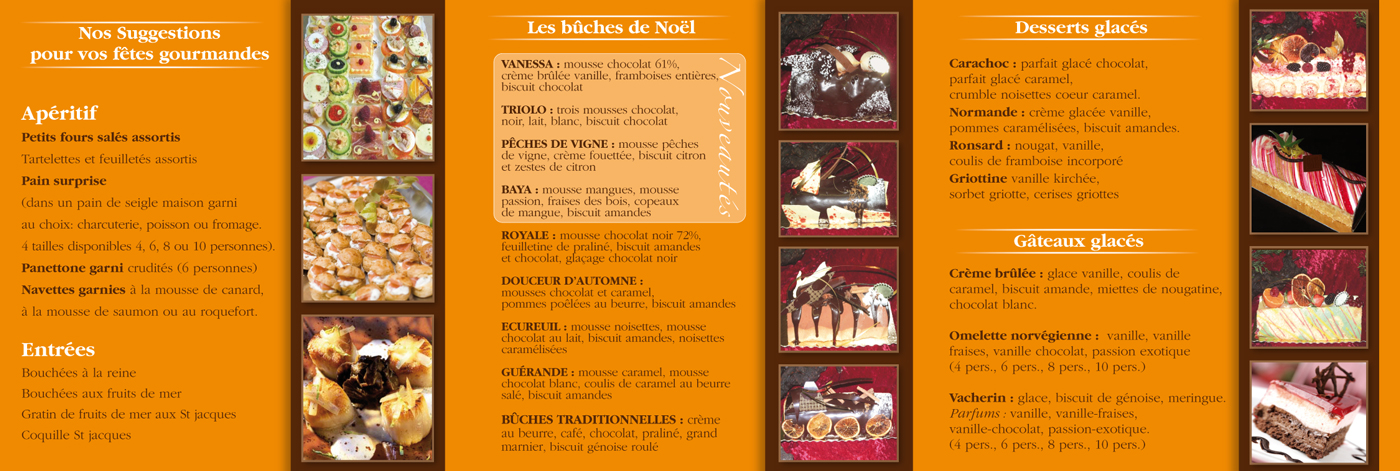 Nos Suggestions
pour vos fêtes gourmandes
Apéritif
Petits fours salés assortis
Tartelettes et feuilletés assortis
Pain surprise
(dans un pain de seigle maison garni
au choix: charcuterie, poisson ou fromage.
4 tailles disponibles 4, 6, 8 ou 10 personnes).
Panettone garni crudités (6 personnes)
Navettes garnies à la mousse de canard,
à la mousse de saumon ou au roquefort.
Entrées
Bouchées à la reine
Bouchées aux fruits de mer
Gratin de fruits de mer aux St jacques
Coquille St jacques
Les bûches de Noël
Nouveautés
VANESSA : mousse chocolat 61%,
crème brûlée vanille, framboises entières,
biscuit chocolat
TRIOLO : trois mousses chocolat,
noir, lait, blanc, biscuit chocolat
PÊCHES DE VIGNE : mousse pêches
de vigne, crème fouettée, biscuit citron
et zestes de citron
BAYA : mousse mangues, mousse
passion, fraises des bois, copeaux
de mangue, biscuit amandes
ROYALE : mousse chocolat noir 72%,
feuilletine de praliné, biscuit amandes
et chocolat, glaçage chocolat noir
DOUCEUR D'AUTOMNE :
mousses chocolat et caramel,
pommes poêlées au beurre, biscuit amandes
ECUREUIL : mousse noisettes, mousse
chocolat au lait, biscuit amandes, noisettes
caramélisées
GUÉRANDE : mousse caramel, mousse
chocolat blanc, coulis de caramel au beurre
salé, biscuit amandes
BÛCHES TRADITIONNELLES : crème
au beurre, café, chocolat, praliné, grand
marnier, biscuit génoise roulé
Desserts glacés
Carachoc : parfait glacé chocolat,
parfait glacé caramel,
crumble noisettes coeur caramel.
Normande : crème glacée vanille,
pommes caramélisées, biscuit amandes.
Ronsard : nougat, vanille,
coulis de framboise incorporé
Griottine vanille kirchée,
sorbet griotte, cerises griottes
Gâteaux glacés
Crème brûlée : glace vanille, coulis de
caramel, biscuit amande, miettes de nougatine,
chocolat blanc.
Omelette norvégienne : vanille, vanille
fraises, vanille chocolat, passion exotique
(4 pers., 6 pers., 8 pers., 10 pers.)
Vacherin : glace, biscuit de génoise, meringue.
Parfums : vanille, vanille-fraises,
vanille-chocolat, passion-exotique.
(4 pers., 6 pers., 8 pers., 10 pers.)